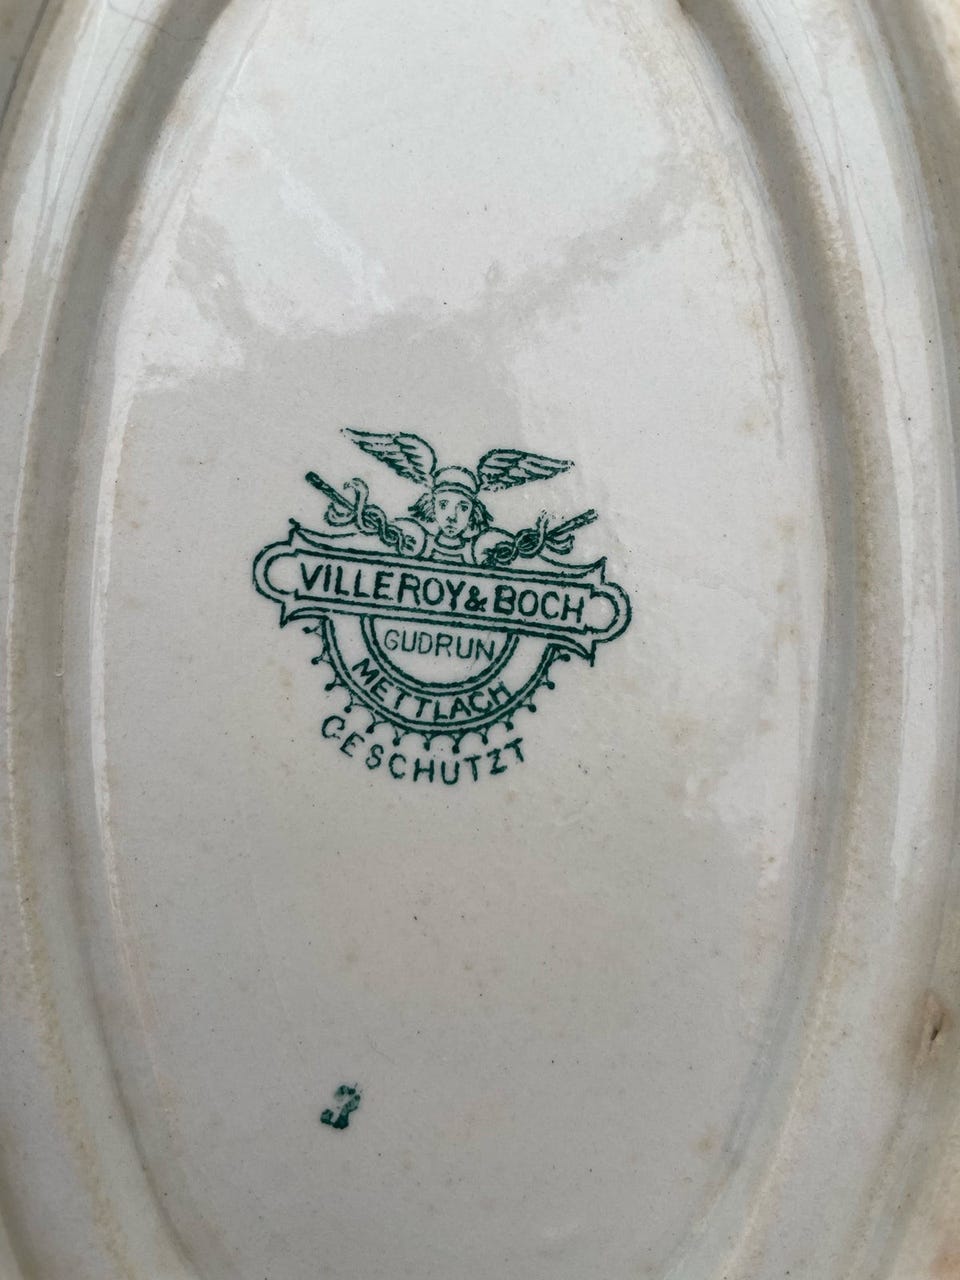 VILLEROY & BOCH
GUDRUN
METTLACH
GESCHUTZT
3